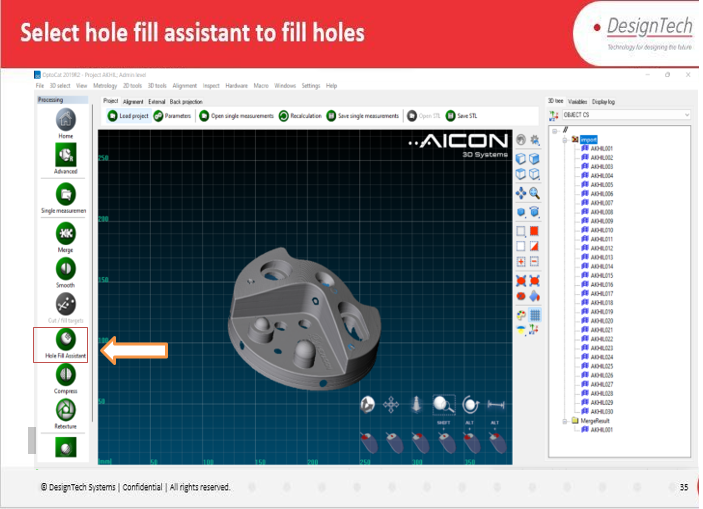 Select hole fill assistant to fill holes
DesignTech
Technology for designing the future
OptoCat 2019R2 - Project AKHIL, Admin level
File 3D select View Metrology 2D tools 3D tools Alignment Inspect Hardware Macro Windows Settings Help
Processing
Project Alignment External Back projection
3D tree Variables Display log
Load project Parameters Open single measurements Recalculation Save single measurements Open STL Save STL
OBJECT CS
Home
Advanced
Single measuremen
Merge
Smooth
Cut / fill targets
Hole Fill Assistent
Compress
Retexture
AICON
3D Systems
250
200
150
100
50
[mm] 50 100 150 200 250 300 350
SHIFT ALT ALT
+ + +
//
import
AKHIL001
AKHIL002
AKHIL003
AKHIL004
AKHIL005
AKHIL006
AKHIL007
AKHIL008
AKHIL009
AKHIL010
AKHIL011
AKHIL012
AKHIL013
AKHIL014
AKHIL015
AKHIL016
AKHIL017
AKHIL018
AKHIL019
AKHIL020
AKHIL021
AKHIL022
AKHIL023
AKHIL024
AKHIL025
AKHIL026
AKHIL027
AKHIL028
AKHIL029
AKHIL030
MergeResult
AKHIL001
© DesignTech Systems | Confidential | All rights reserved.
35